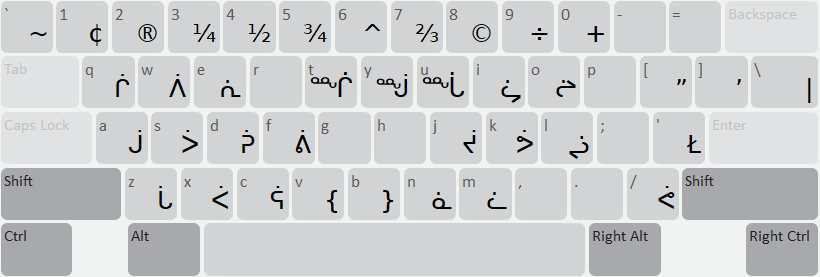 ` ~ 1 ¢ 2 ® 3 ¼ 4 ½ 5 ¾ 6 ^ 7 ⅔ 8 © 9 ÷ 0 + - = Backspace
Tab q ᒌ w ᐲ e ᕇ r t ᙲ y ᙴ u ᙶ i ᔩ o ᓰ p [ ” ] ’ \ |
Caps Lock a ᒎ s ᐴ d ᕉ f ᕖ g h j ᔫ k ᕘ l ᓲ ; ' Ł Enter
Shift z ᒑ x ᐹ c ᕌ v { b } n ᓈ m ᓛ , . / ᕚ Shift
Ctrl Alt Right Alt Right Ctrl